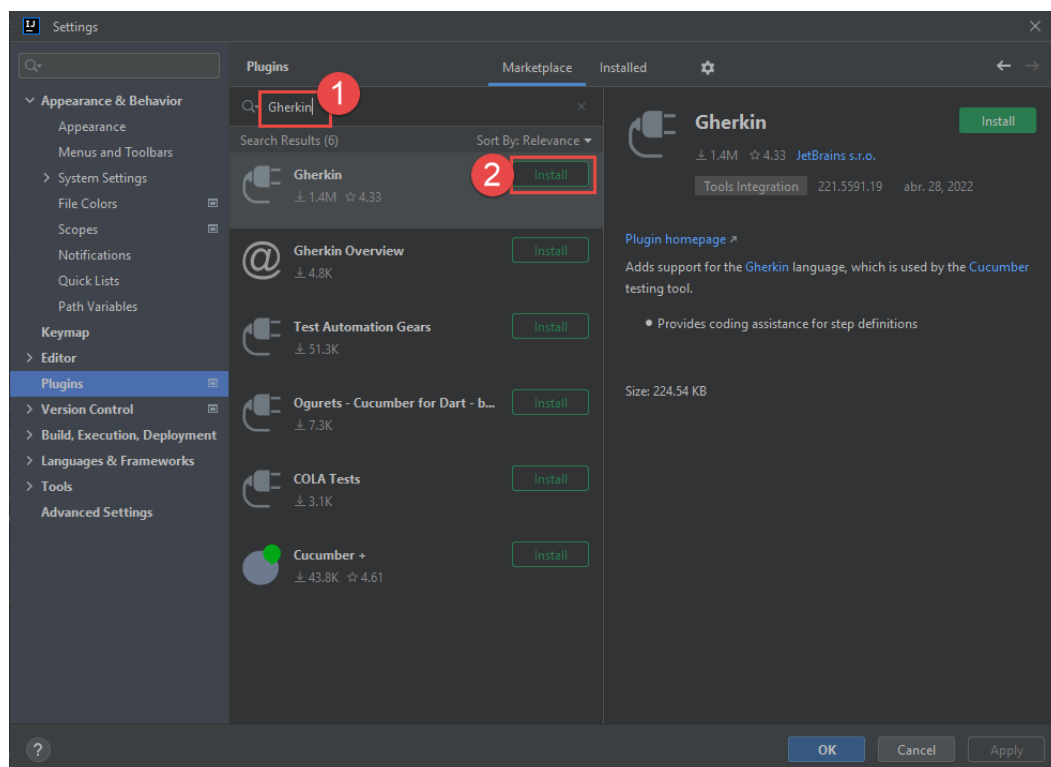 Settings
Appearance & Behavior
Appearance
Menus and Toolbars
System Settings
File Colors
Scopes
Notifications
Quick Lists
Path Variables
Keymap
Editor
Plugins
Version Control
Build, Execution, Deployment
Languages & Frameworks
Tools
Advanced Settings
Plugins
Marketplace
Installed
Gherkin
1
Search Results (6)
Sort By: Relevance
Gherkin
1.4M 4.33
2
Install
Gherkin Overview
4.8K
Install
Test Automation Gears
51.3K
Install
Ogurets - Cucumber for Dart - b...
7.3K
Install
COLA Tests
3.1K
Install
Cucumber +
43.8K 4.61
Install
Gherkin
Install
1.4M 4.33 JetBrains s.r.o.
Tools Integration 221.5591.19 abr. 28, 2022
Plugin homepage
Adds support for the Gherkin language, which is used by the Cucumber
testing tool.
Provides coding assistance for step definitions
Size: 224.54 KB
?
OK
Cancel
Apply